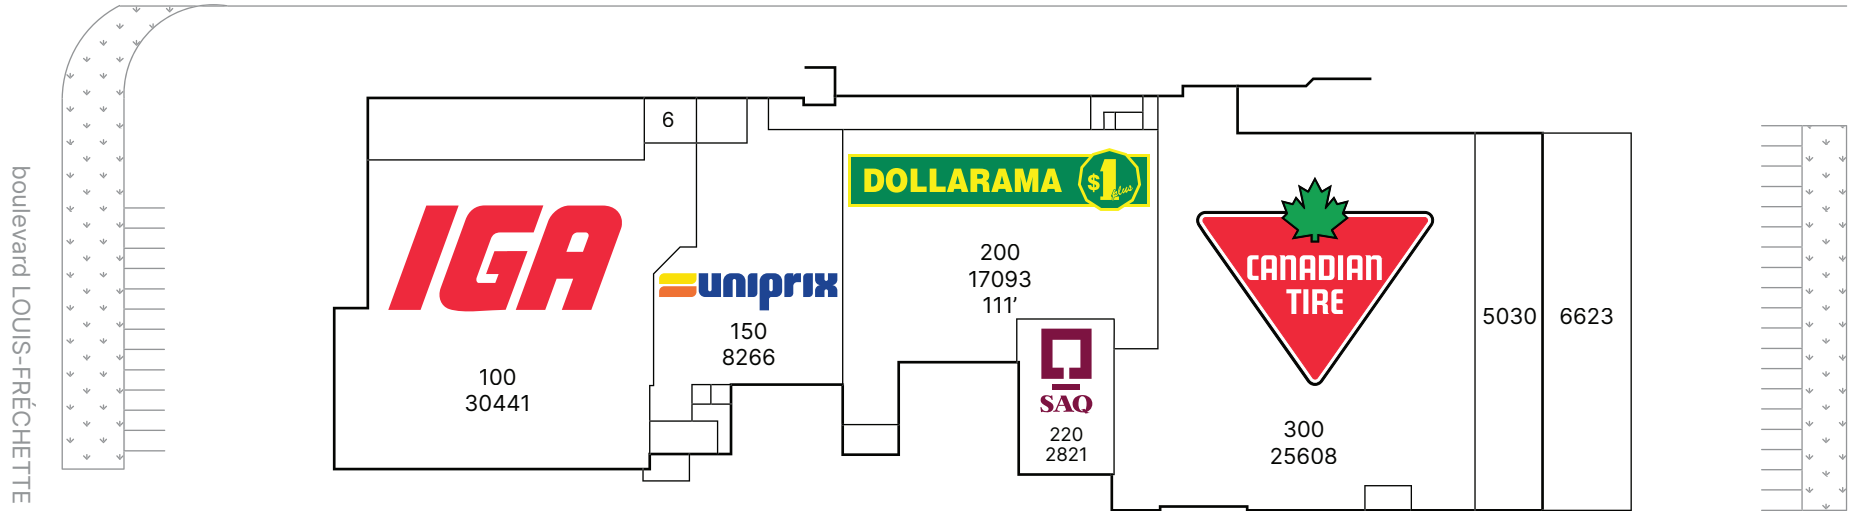 boulevard LOUIS-FRÉCHETTE
6
IGA
100
30441
uniprix
150
8266
DOLLARAMA $1 plus
200
17093
111’
SAQ
220
2821
CANADIAN
TIRE
300
25608
5030
6623